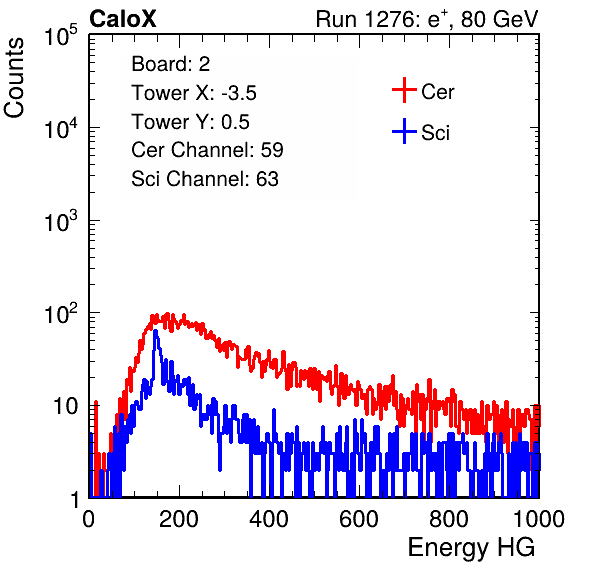 CaloX Run 1276: e⁺, 80 GeV
Counts
Board: 2
Tower X: -3.5
Tower Y: 0.5
Cer Channel: 59
Sci Channel: 63
Cer
Sci
10⁵
10⁴
10³
10²
10
1
0 200 400 600 800 1000
Energy HG